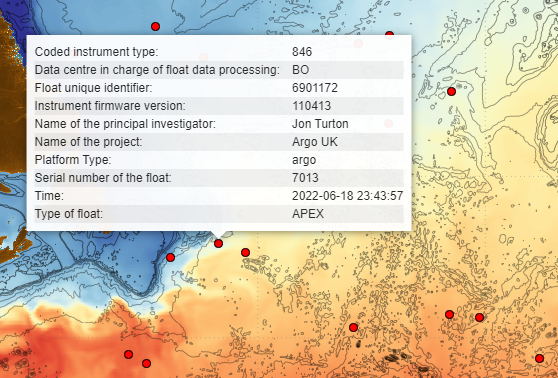 Coded instrument type: 846
Data centre in charge of float data processing: BO
Float unique identifier: 6901172
Instrument firmware version: 110413
Name of the principal investigator: Jon Turton
Name of the project: Argo UK
Platform Type: argo
Serial number of the float: 7013
Time: 2022-06-18 23:43:57
Type of float: APEX